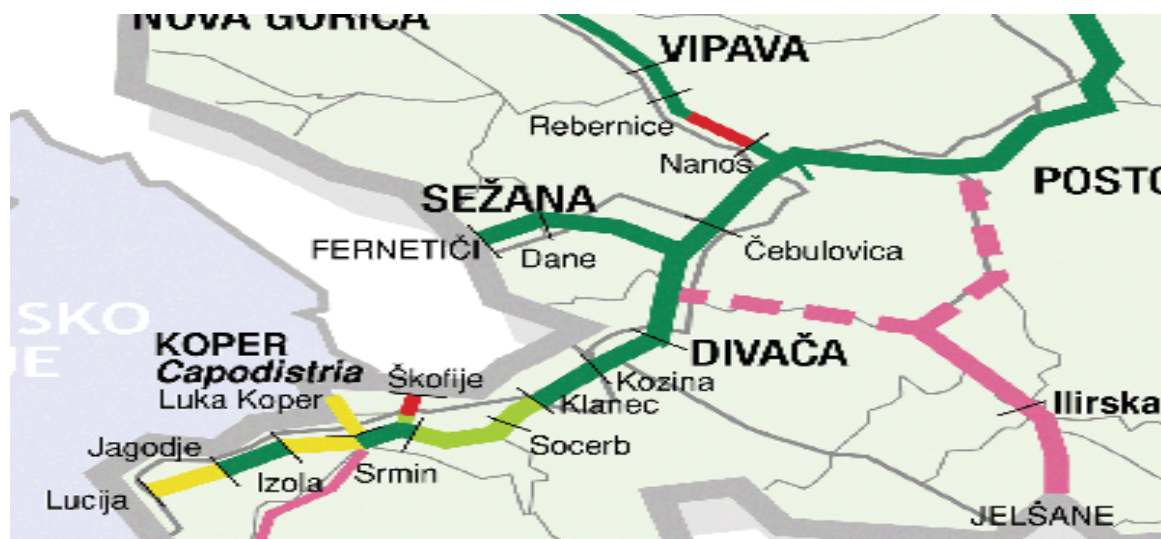 NOVA GORICA
VIPAVA
Rebernice
Nanos
POSTO
SEŽANA
FERNETIČI
Dane
Čebulovica
SKO
JE
KOPER
Capodistria
Luka Koper
Škofije
DIVAČA
Kozina
Klanec
Ilirska
Jagodje
Socerb
Izola
Srmin
Lucija
JELŠANE